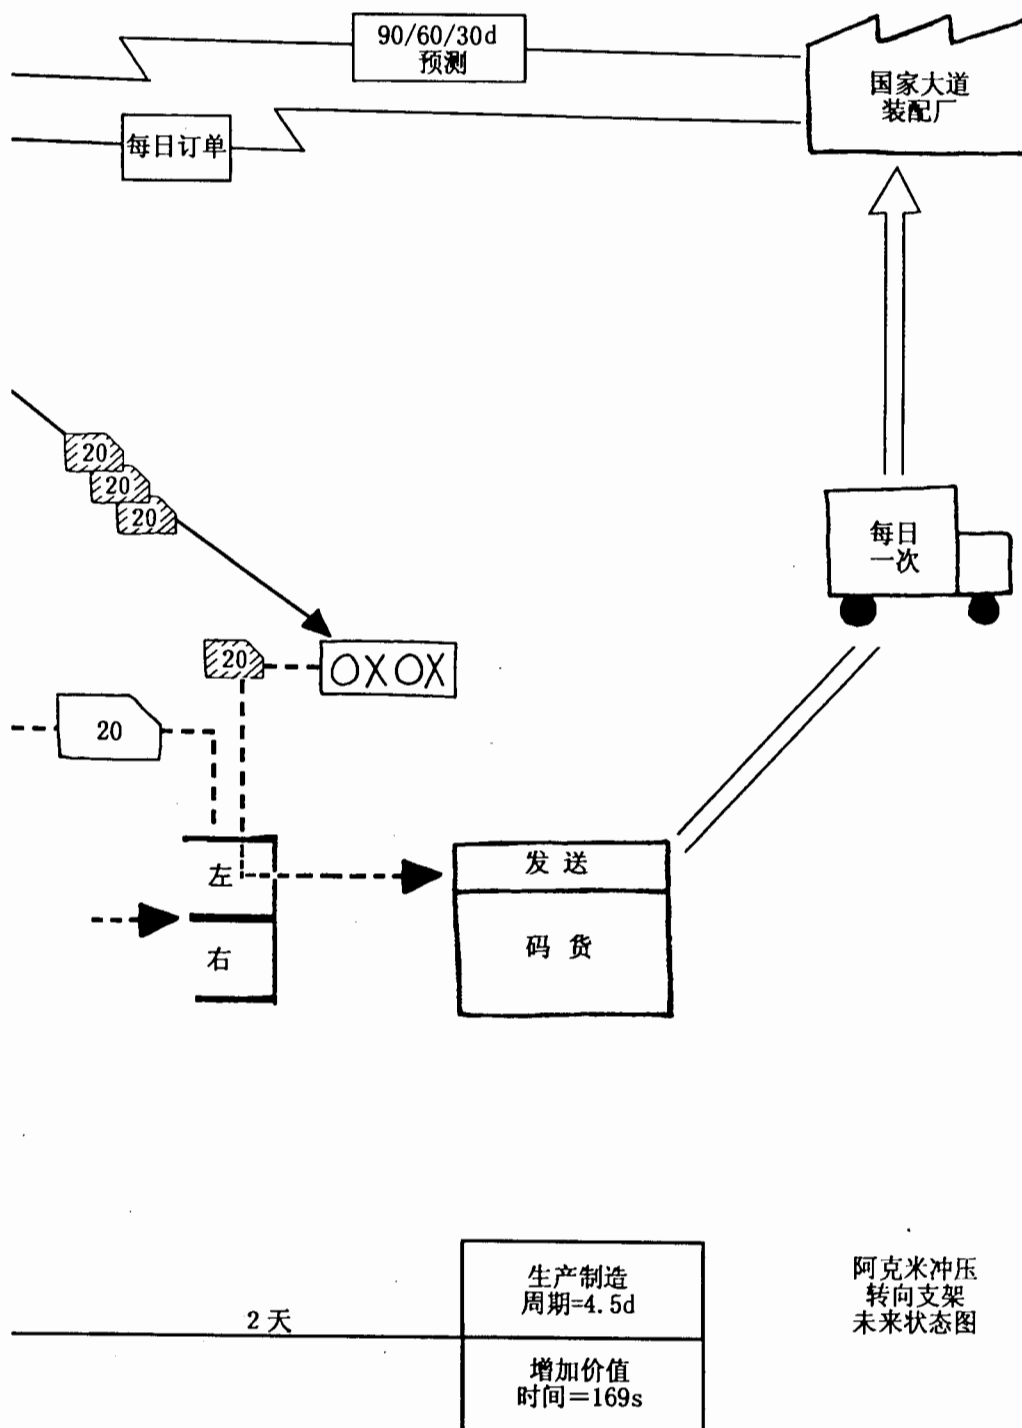 90/60/30d
预测
国家大道
装配厂
每日订单
20
20
20
每日
一次
20
OXOX
20
左
发送
右
码货
2天
生产制造
周期=4.5d
阿克米冲压
转向支架
未来状态图
增加价值
时间=169s